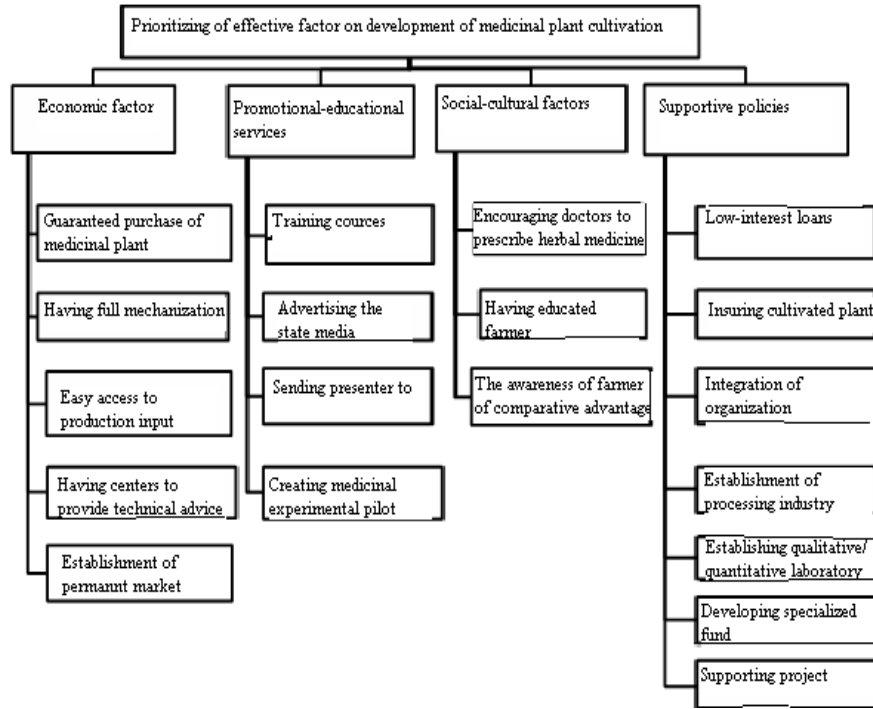 Prioritizing of effective factor on development of medicinal plant cultivation
Economic factor
Guaranteed purchase of
medicinal plant
Having full mechanization
Easy access to
production input
Having centers to
provide technical advice
Establishment of
permannt market
Promotional-educational
services
Training cources
Advertising the
state media
Sending presenter to
Creating medicinal
experimental pilot
Social-cultural factors
Encouraging doctors to
prescribe herbal medicine
Having educated
farmer
The awareness of farmer
of comparative advantage
Supportive policies
Low-interest loans
Insuring cultivated plant
Integration of
organization
Establishment of
processing industry
Establishing qualitative/
quantitative laboratory
Developing specialized
fund
Supporting project